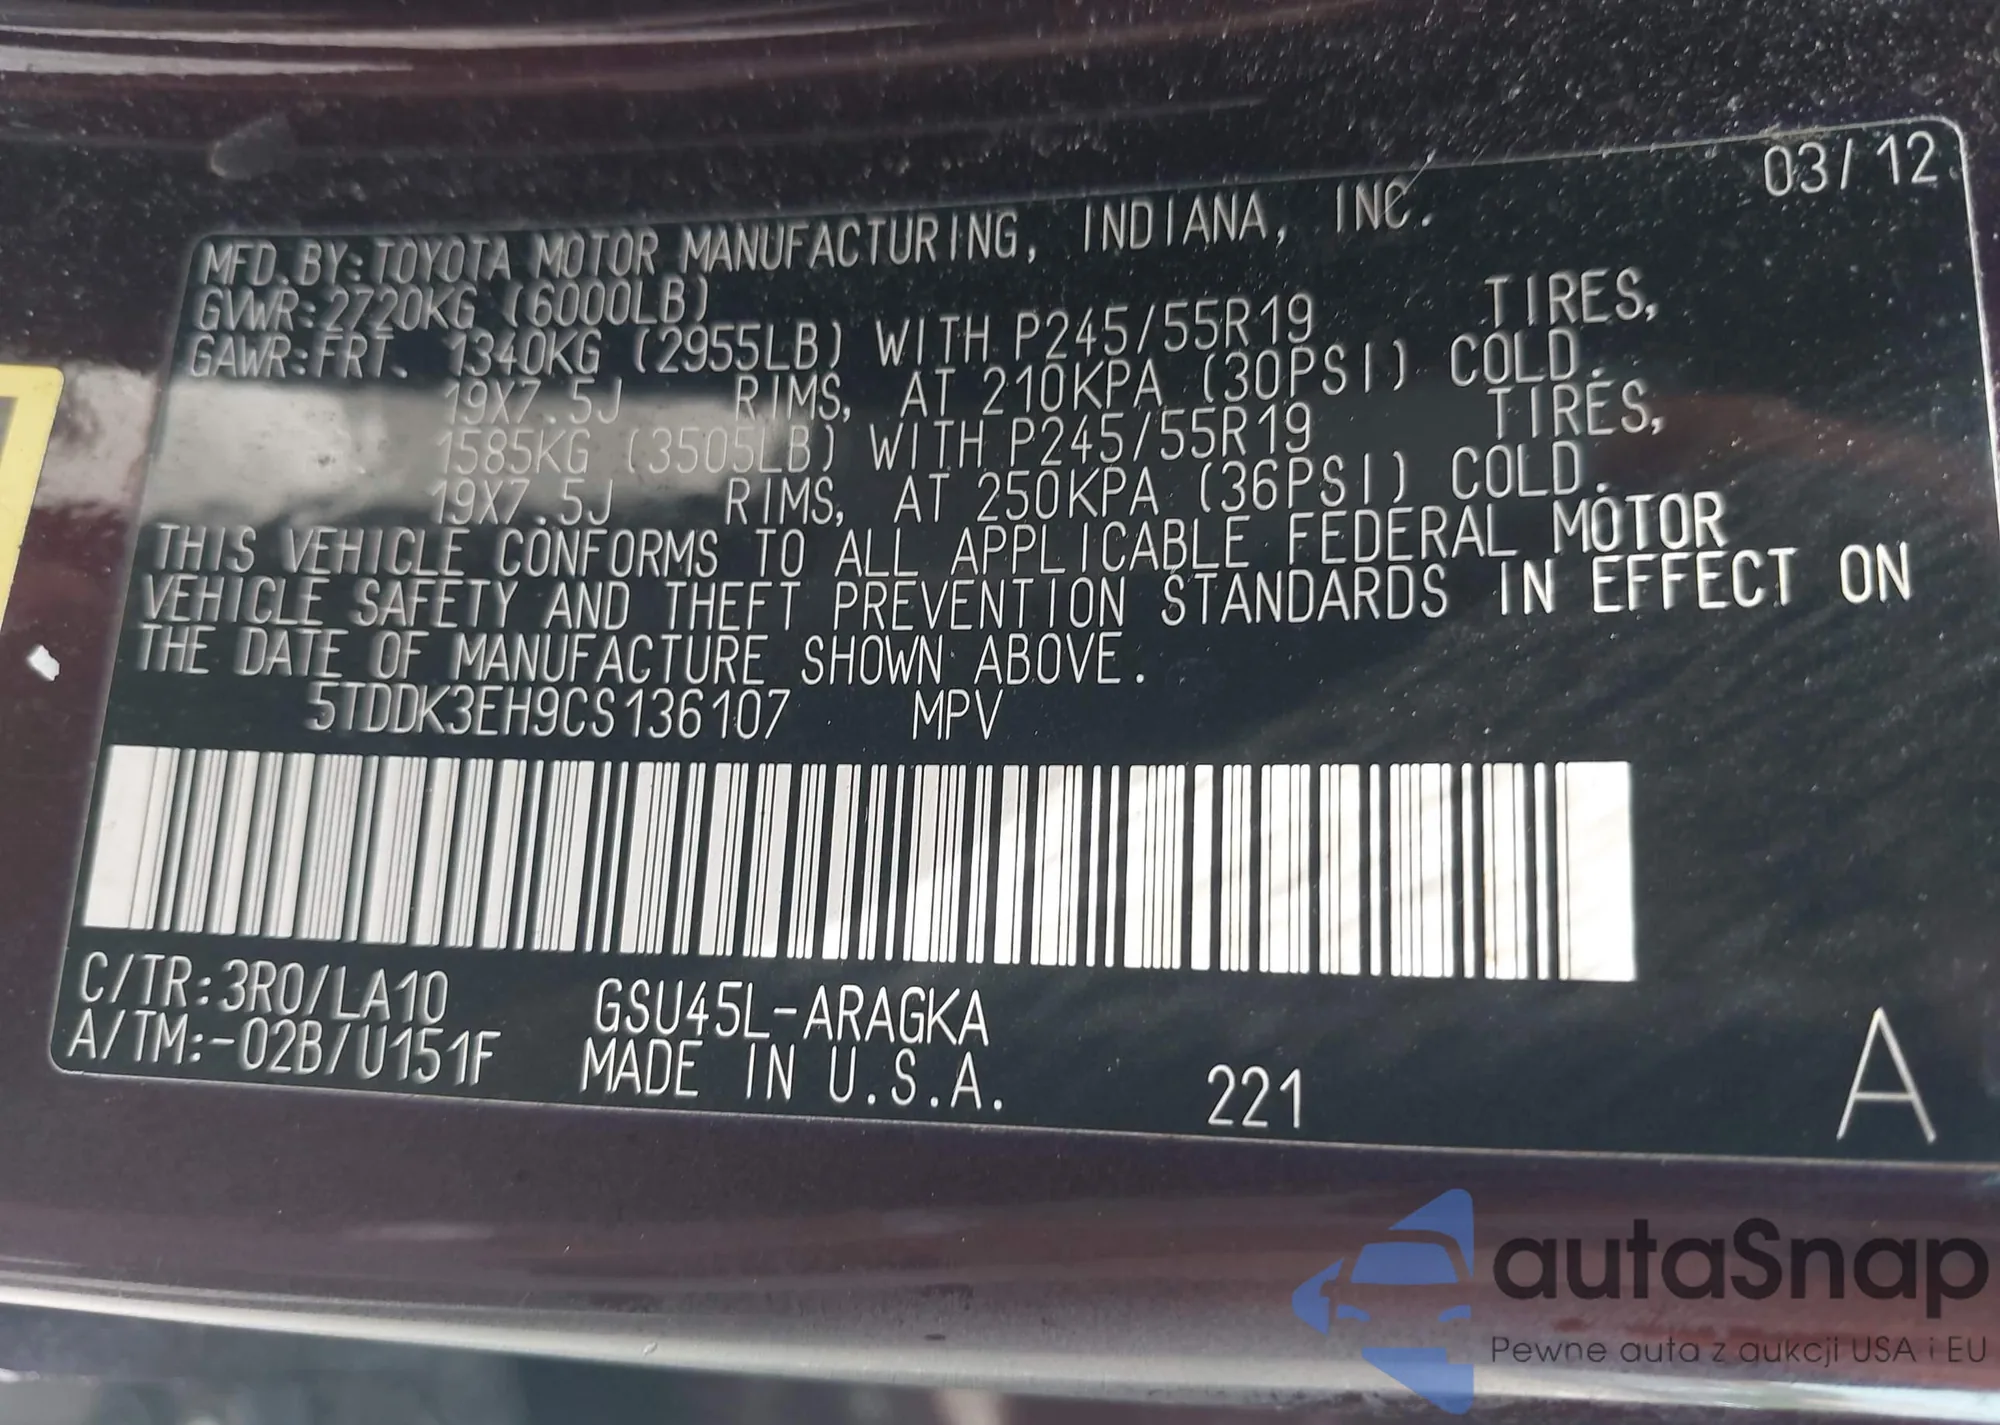 03/12
MFD.BY:TOYOTA MOTOR MANUFACTURING, INDIANA, INC.
GVWR:2720KG (6000LB)
GAWR:FRT. 1340KG (2955LB) WITH P245/55R19 TIRES,
19X7.5J RIMS, AT 210KPA (30PSI) COLD.
1585KG (3505LB) WITH P245/55R19 TIRES,
19X7.5J RIMS, AT 250KPA (36PSI) COLD.
THIS VEHICLE CONFORMS TO ALL APPLICABLE FEDERAL MOTOR
VEHICLE SAFETY AND THEFT PREVENTION STANDARDS IN EFFECT ON
THE DATE OF MANUFACTURE SHOWN ABOVE.
5TDDK3EH9CS136107 MPV
C/TR:3R0/LA10 GSU45L-ARAGKA
A/TM:-02B/U151F MADE IN U.S.A. 221 A
autaSnap
Pewne auta z aukcji USA i EU